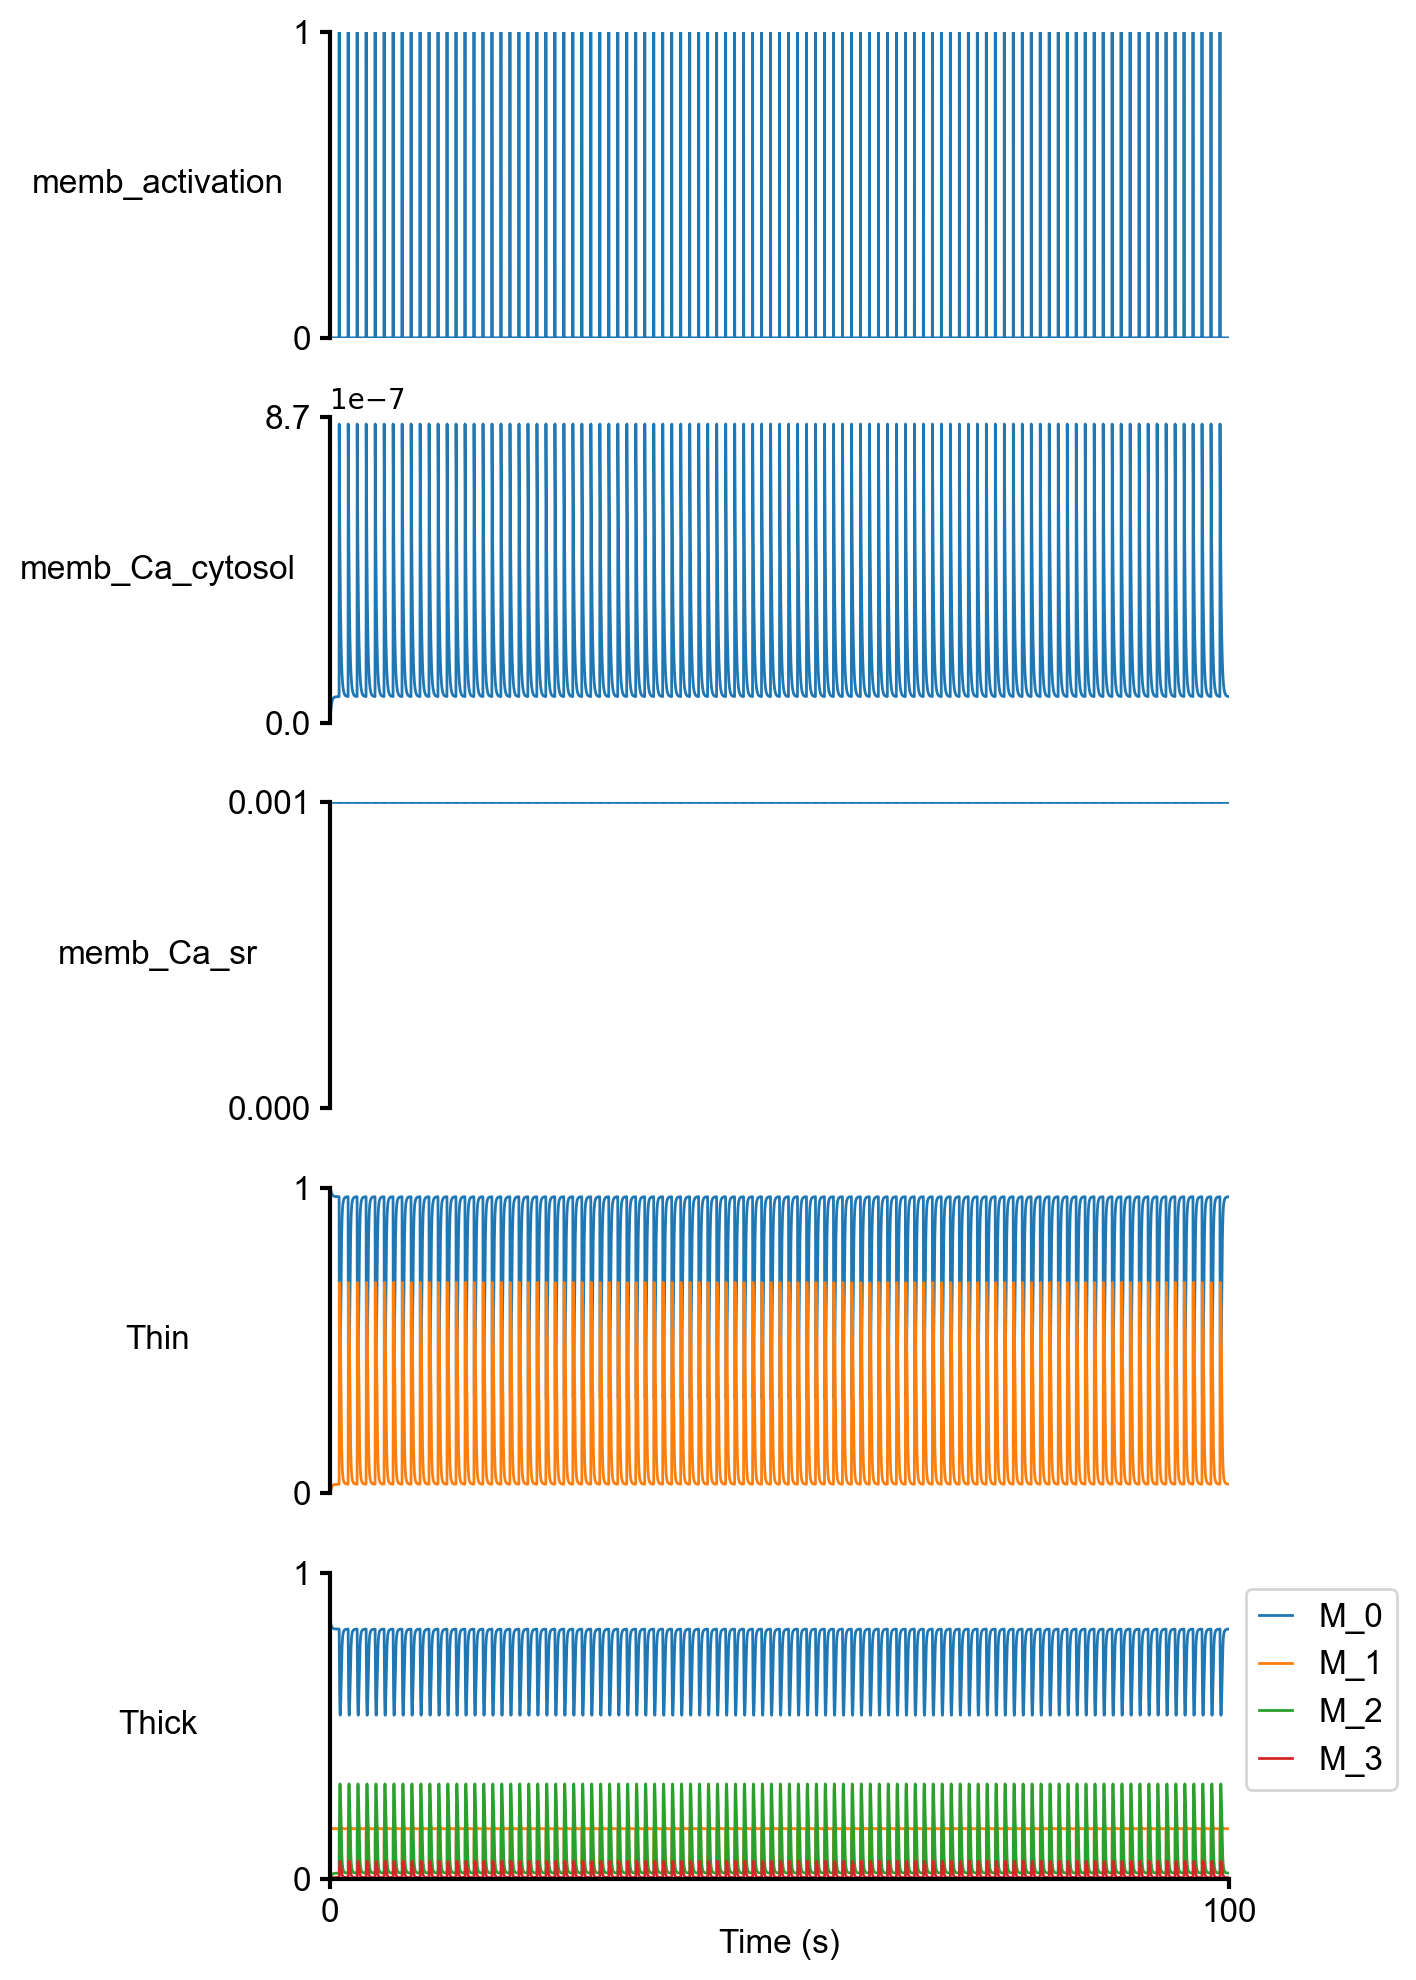 1
memb_activation
0
1e−7
8.7
memb_Ca_cytosol
0.0
0.001
memb_Ca_sr
0.000
1
Thin
0
1
M_0
M_1
M_2
M_3
Thick
0
0
100
Time (s)